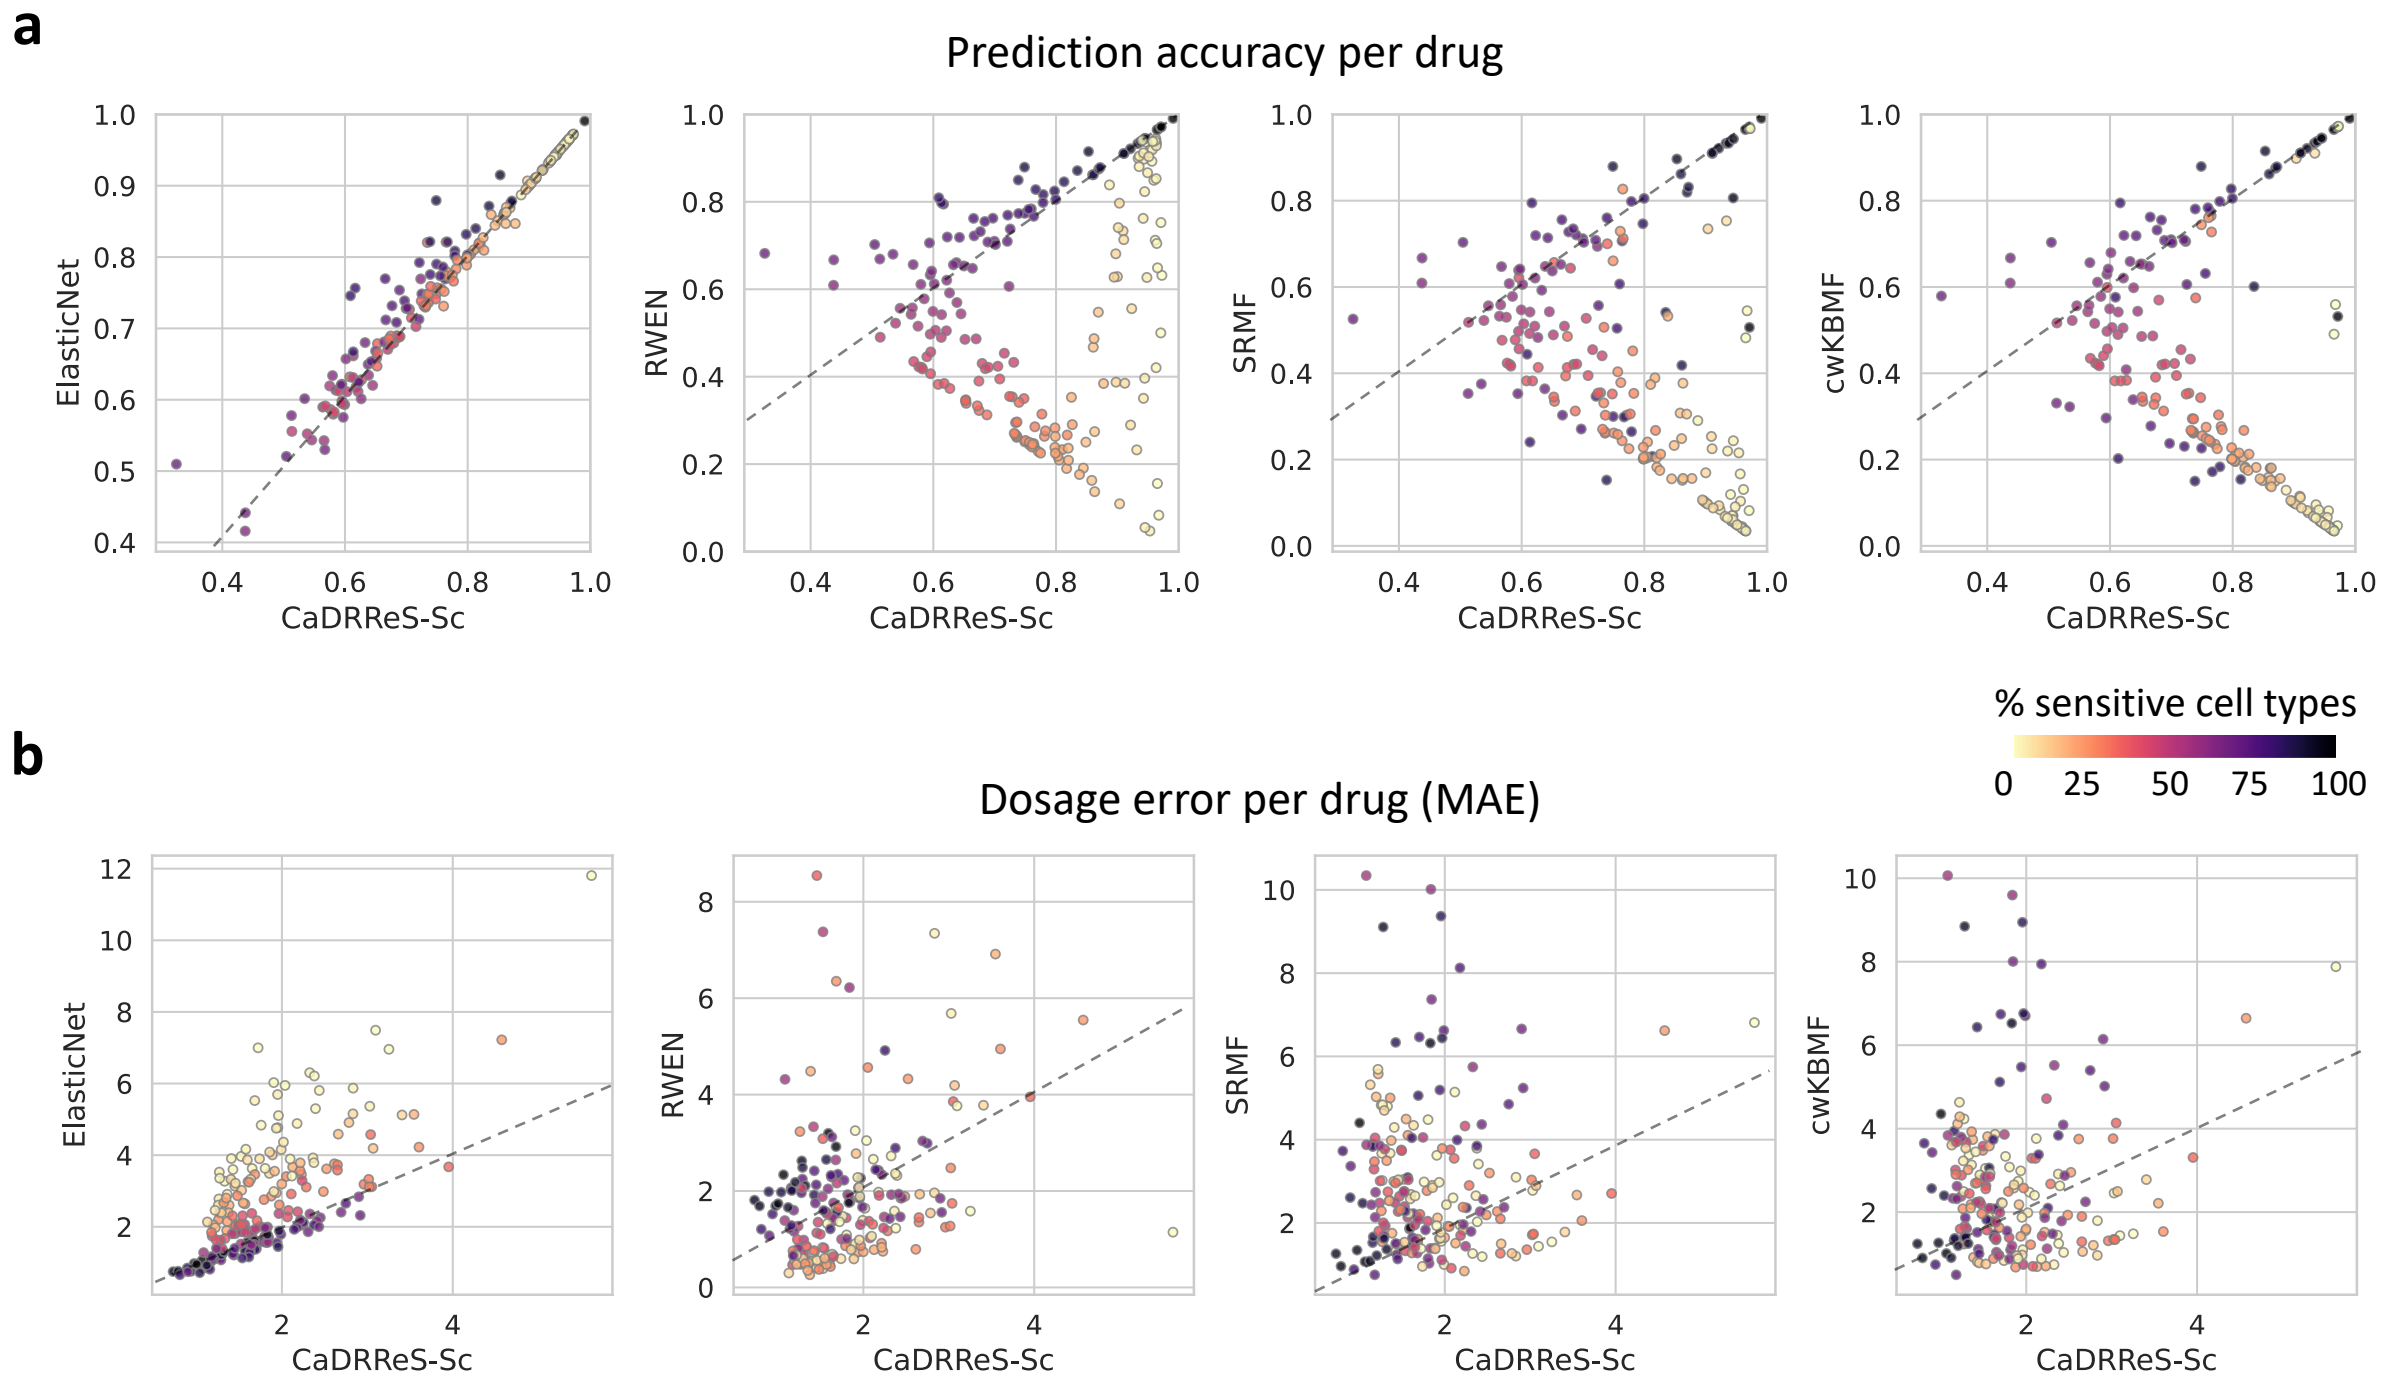 a
Prediction accuracy per drug
1.0
0.9
0.8
0.7
0.6
0.5
0.4
ElasticNet
0.4 0.6 0.8 1.0
CaDRReS-Sc
1.0
0.8
0.6
0.4
0.2
0.0
RWEN
0.4 0.6 0.8 1.0
CaDRReS-Sc
1.0
0.8
0.6
0.4
0.2
0.0
SRMF
0.4 0.6 0.8 1.0
CaDRReS-Sc
1.0
0.8
0.6
0.4
0.2
0.0
cwKBMF
0.4 0.6 0.8 1.0
CaDRReS-Sc
% sensitive cell types
0 25 50 75 100
b
Dosage error per drug (MAE)
12
10
8
6
4
2
ElasticNet
2 4
CaDRReS-Sc
8
6
4
2
0
RWEN
2 4
CaDRReS-Sc
10
8
6
4
2
SRMF
2 4
CaDRReS-Sc
10
8
6
4
2
cwKBMF
2 4
CaDRReS-Sc